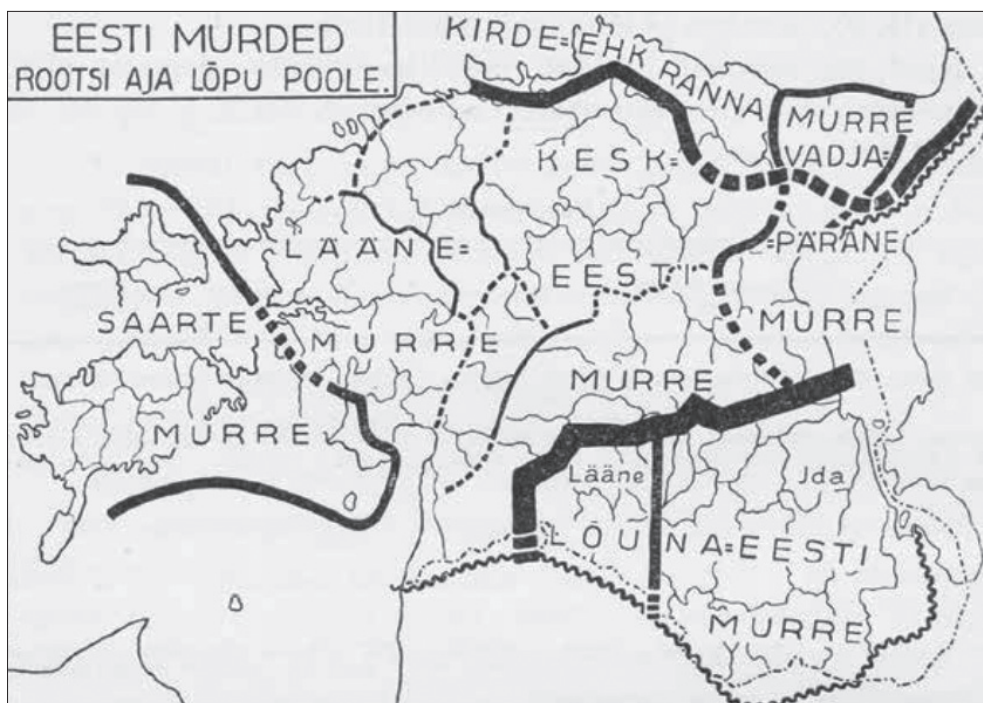 EESTI MURDED
ROOTSI AJA LÕPU POOLE.
KIRDE=EHK RANNA
MURRE
VADJA=
KESK=
=PÄRANE
LÄÄNE=
EESTI
SAARTE
MURRE
MURRE
MURRE
MURRE
Lääne
Jda
LÕUNA=EESTI
MURRE